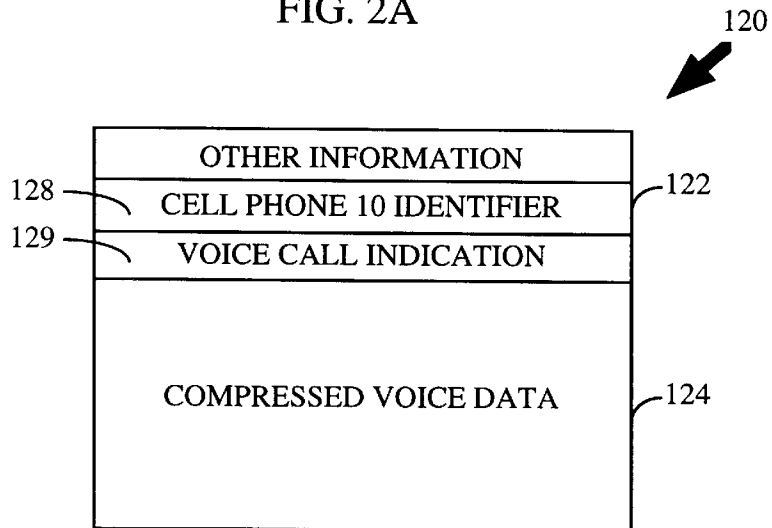 FIG. 2A
120
OTHER INFORMATION
128
CELL PHONE 10 IDENTIFIER
122
129
VOICE CALL INDICATION
COMPRESSED VOICE DATA
124